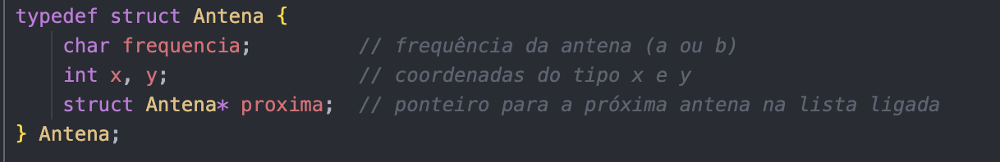 typedef struct Antena {
    char frequencia;         // frequência da antena (a ou b)
    int x, y;                // coordenadas do tipo x e y
    struct Antena* proxima;  // ponteiro para a próxima antena na lista ligada
} Antena;